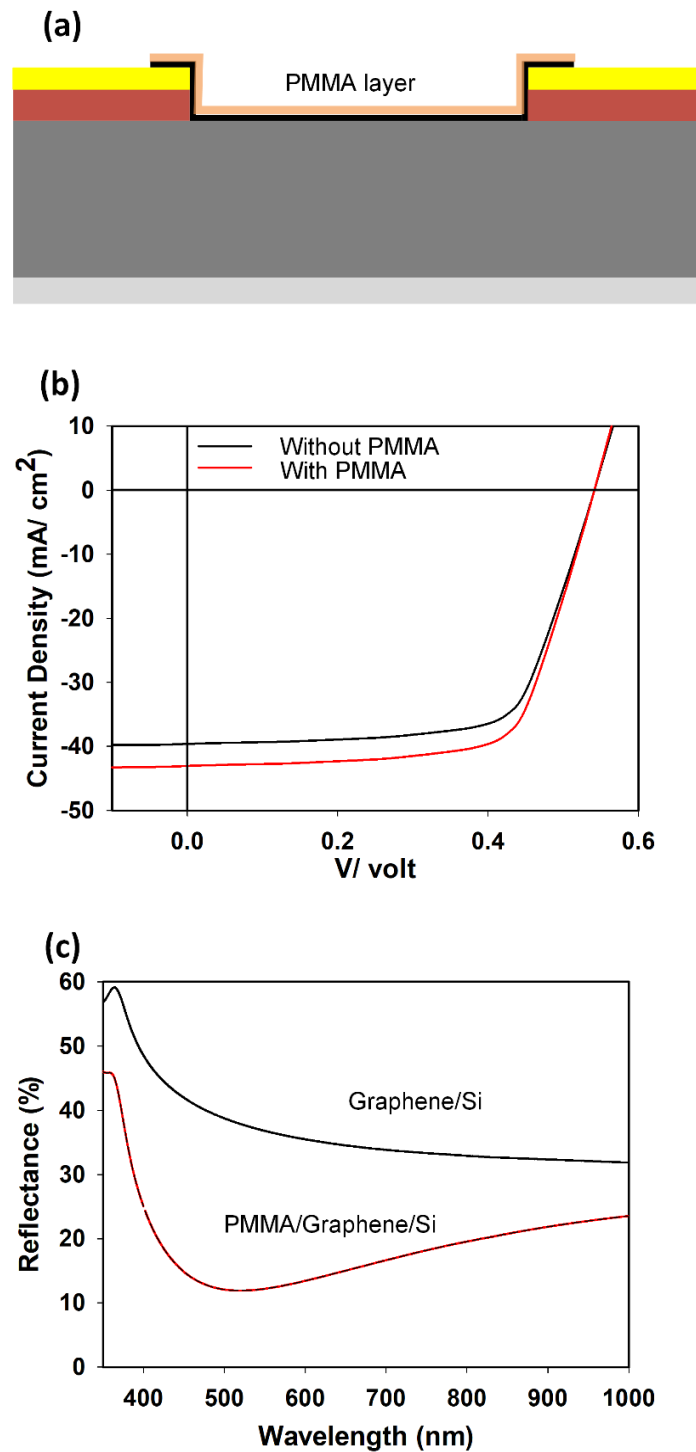 (a)
PMMA layer
(b)
10
0
-10
-20
-30
-40
-50
Current Density (mA/ cm²)
Without PMMA
With PMMA
0.0 0.2 0.4 0.6
V/ volt
(c)
60
50
40
30
20
10
0
Reflectance (%)
Graphene/Si
PMMA/Graphene/Si
400 500 600 700 800 900 1000
Wavelength (nm)